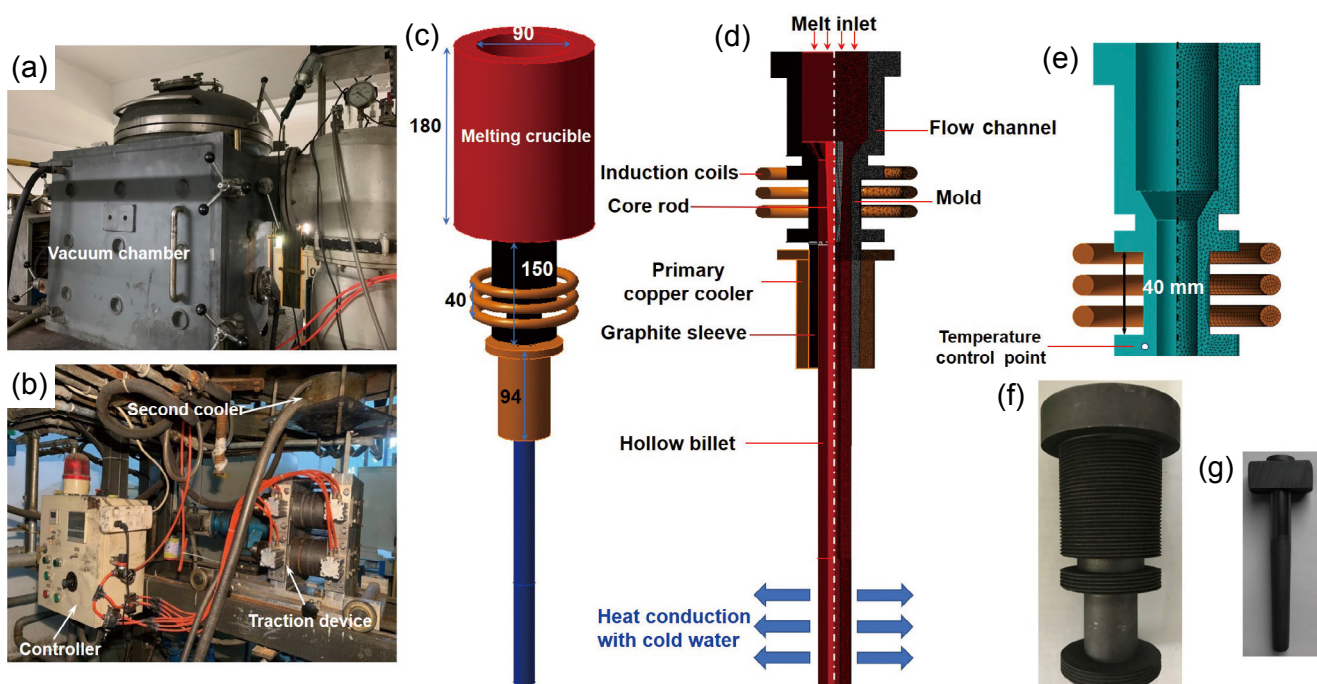 (a)
Vacuum chamber
(b)
Second cooler
Controller
Traction device
(c)
90
180
Melting crucible
150
40
94
(d)
Melt inlet
Flow channel
Induction coils
Core rod
Mold
Primary
copper cooler
Graphite sleeve
Hollow billet
Heat conduction
with cold water
(e)
40 mm
Temperature
control point
(f)
(g)